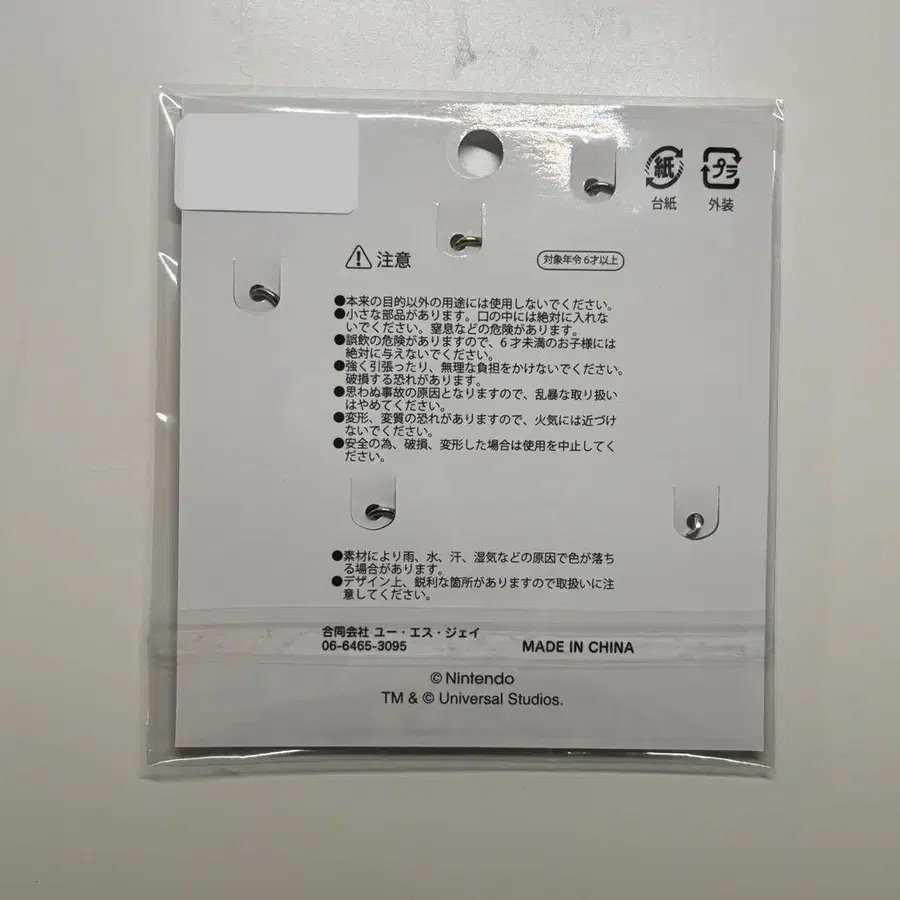 紙
プラ
台紙
外装
注意
対象年令6才以上
●本来の目的以外の用途には使用しないでください。
●小さな部品があります。口の中には絶対に入れな
いでください。窒息などの危険があります。
●誤飲の危険がありますので、6才未満のお子様には
絶対に与えないでください。
●強く引張ったり、無理な負担をかけないでください。
破損する恐れがあります。
●思わぬ事故の原因となりますので、乱暴な取り扱い
はやめてください。
●変形、変質の恐れがありますので、火気には近づけ
ないでください。
●安全の為、破損、変形した場合は使用を中止してく
ださい。
●素材により雨、水、汗、湿気などの原因で色が落ち
る場合があります。
●デザイン上、鋭利な箇所がありますので取扱いに注
意してください。
合同会社 ユー・エス・ジェイ
06-6465-3095
MADE IN CHINA
© Nintendo
TM & © Universal Studios.